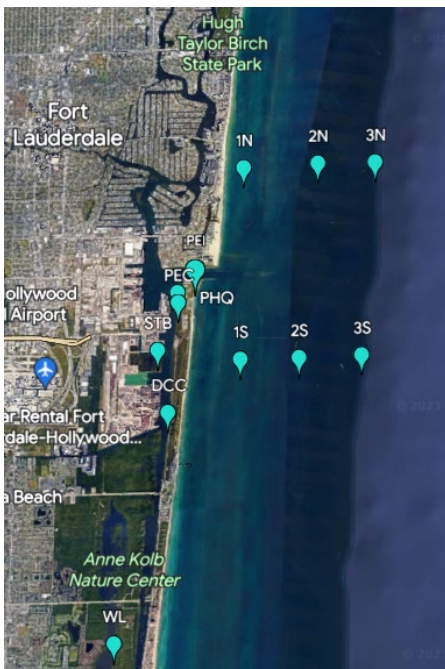 Hugh
Taylor Birch
State Park
Fort
Lauderdale
1N
2N
3N
PEI
PEC
PHQ
ollywood
l Airport
STB
1S
2S
3S
DCC
ar Rental Fort
erdale-Hollywood...
a Beach
Anne Kolb
Nature Center
WL